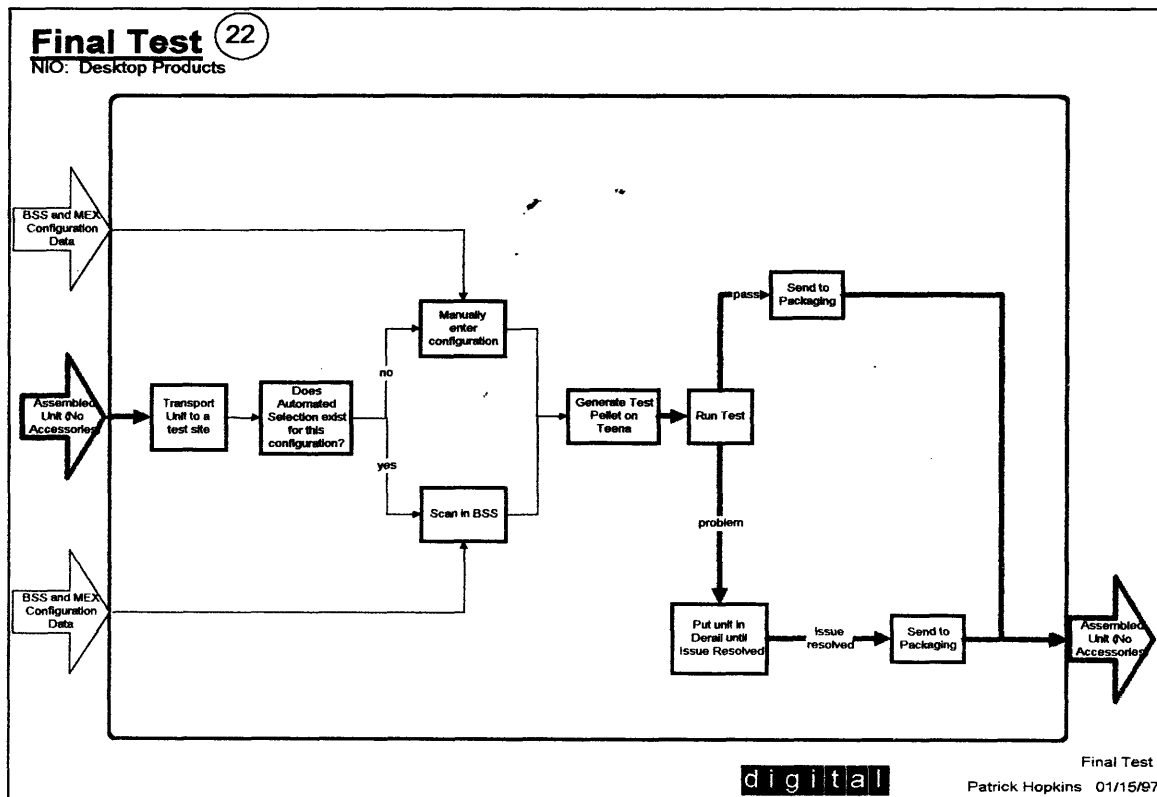 Final Test
22
NIO: Desktop Products
BSS and MEX
Configuration
Data
Assembled
Unit (No
Accessories
BSS and MEX
Configuration
Data
Transport
Unit to a
test site
Does
Automated
Selection exist
for this
configuration?
no
yes
Manually
enter
configuration
Scan in BSS
Generate Test
Pellet on
Teena
Run Test
pass
Send to
Packaging
problem
Put unit in
Derail until
Issue Resolved
Issue
resolved
Send to
Packaging
Assembled
Unit (No
Accessories
digital
Final Test
Patrick Hopkins 01/15/97